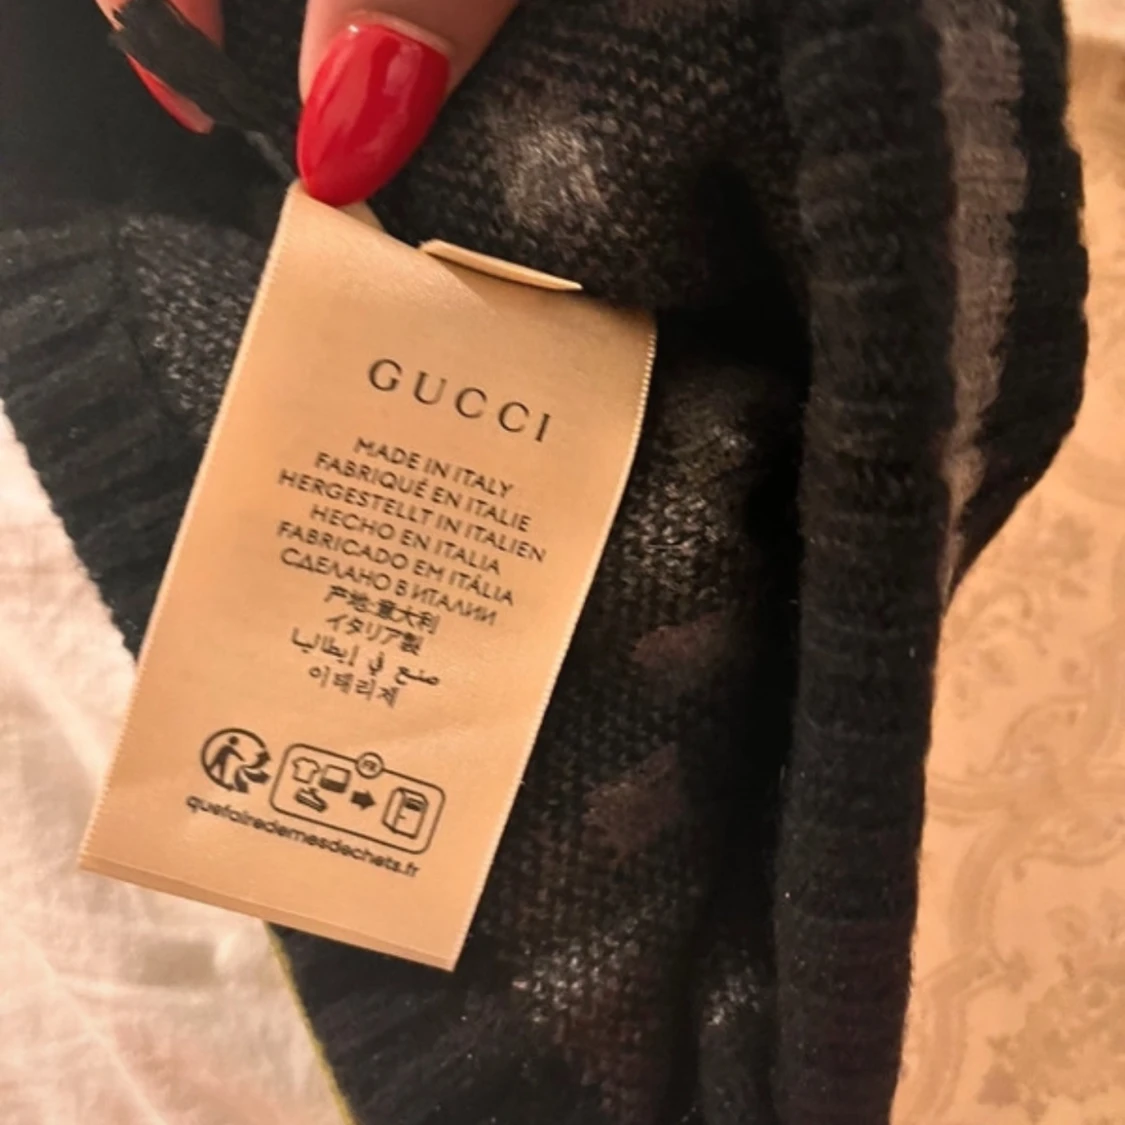 GUCCI
MADE IN ITALY
FABRIQUÉ EN ITALIE
HERGESTELLT IN ITALIEN
HECHO EN ITALIA
FABRICADO EM ITÁLIA
СДЕЛАНО В ИТАЛИИ
产地:意大利
イタリア製
صنع في إيطاليا
이태리제
FR
quefairedemesdechets.fr